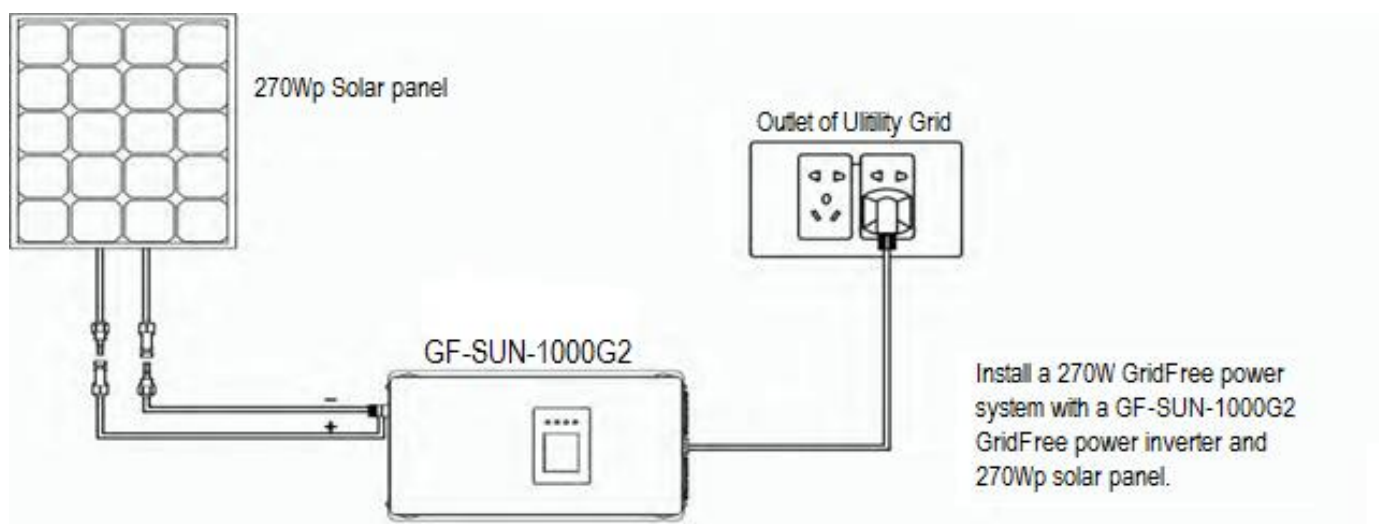 270Wp Solar panel
Outlet of Ulitility Grid
GF-SUN-1000G2
−
+
Install a 270W GridFree power
system with a GF-SUN-1000G2
GridFree power inverter and
270Wp solar panel.